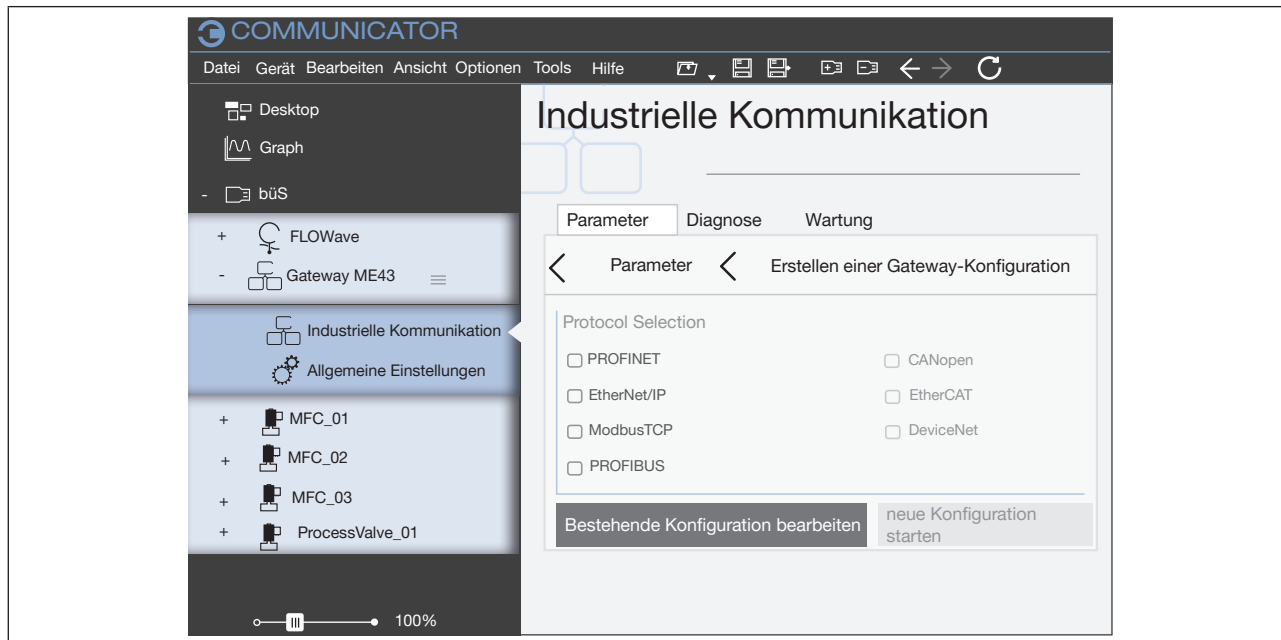 COMMUNICATOR
Datei Gerät Bearbeiten Ansicht Optionen Tools Hilfe
Desktop
Graph
- büS
+ FLOWave
- Gateway ME43
Industrielle Kommunikation
Allgemeine Einstellungen
+ MFC_01
+ MFC_02
+ MFC_03
+ ProcessValve_01
100%
Industrielle Kommunikation
Parameter Diagnose Wartung
Parameter Erstellen einer Gateway-Konfiguration
Protocol Selection
PROFINET CANopen
EtherNet/IP EtherCAT
ModbusTCP DeviceNet
PROFIBUS
Bestehende Konfiguration bearbeiten
neue Konfiguration
starten